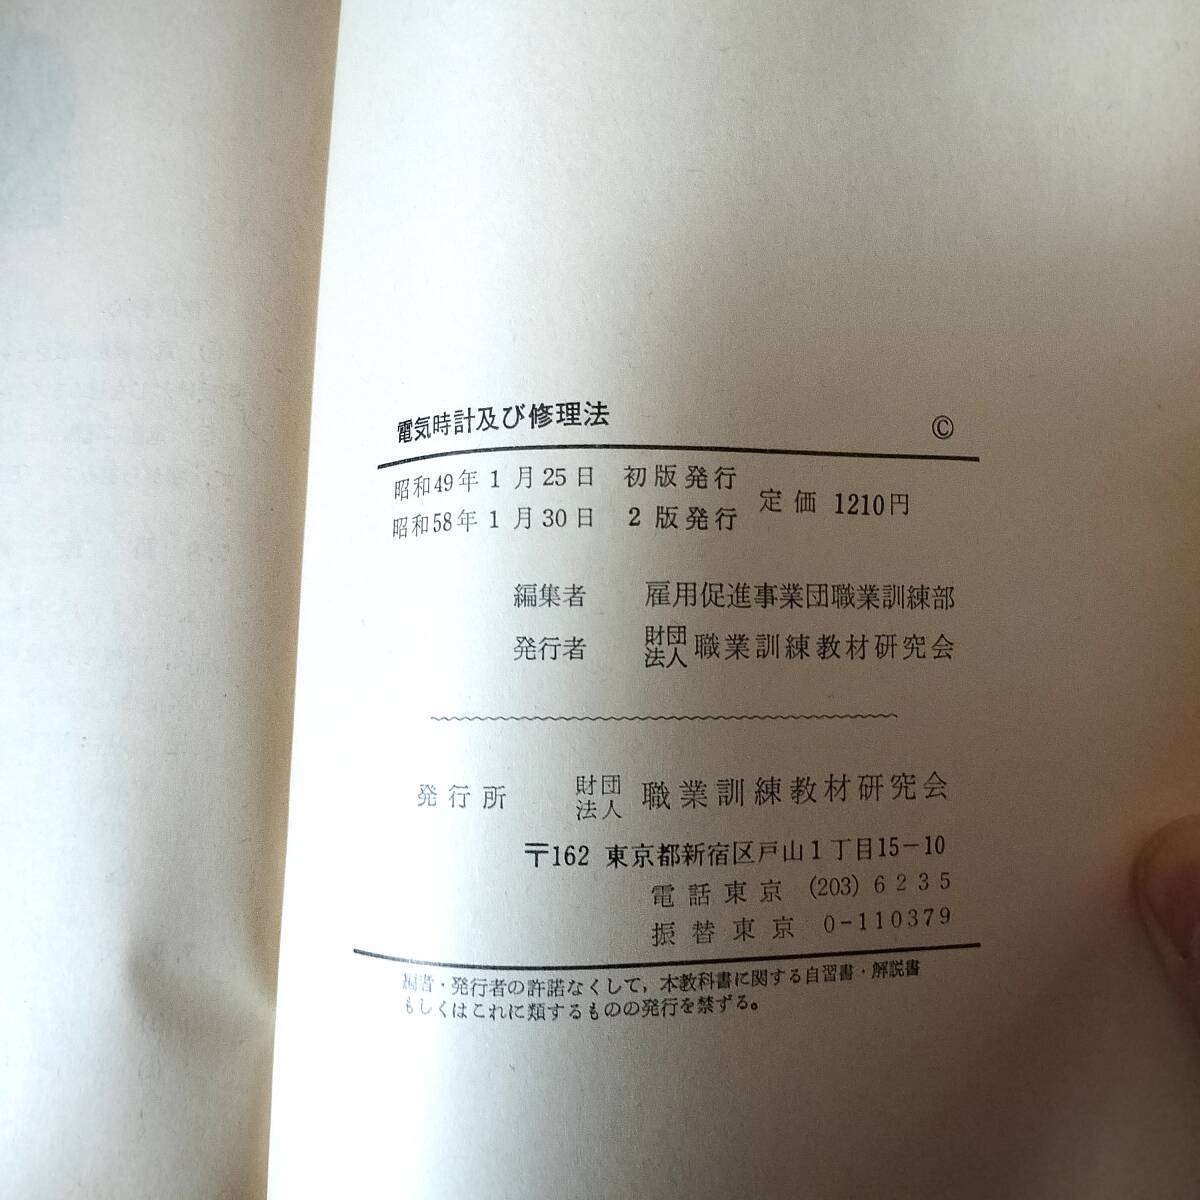 電気時計及び修理法 ©
昭和49年1月25日 初版発行
昭和58年1月30日 2版発行
定価 1210円
編集者 雇用促進事業団職業訓練部
発行者 財団法人 職業訓練教材研究会
発行所 財団法人 職業訓練教材研究会
〒162 東京都新宿区戸山1丁目15-10
電話東京 (203) 6235
振替東京 0-110379
編者・発行者の許諾なくして，本教科書に関する自習書・解説書
もしくはこれに類するものの発行を禁ずる。